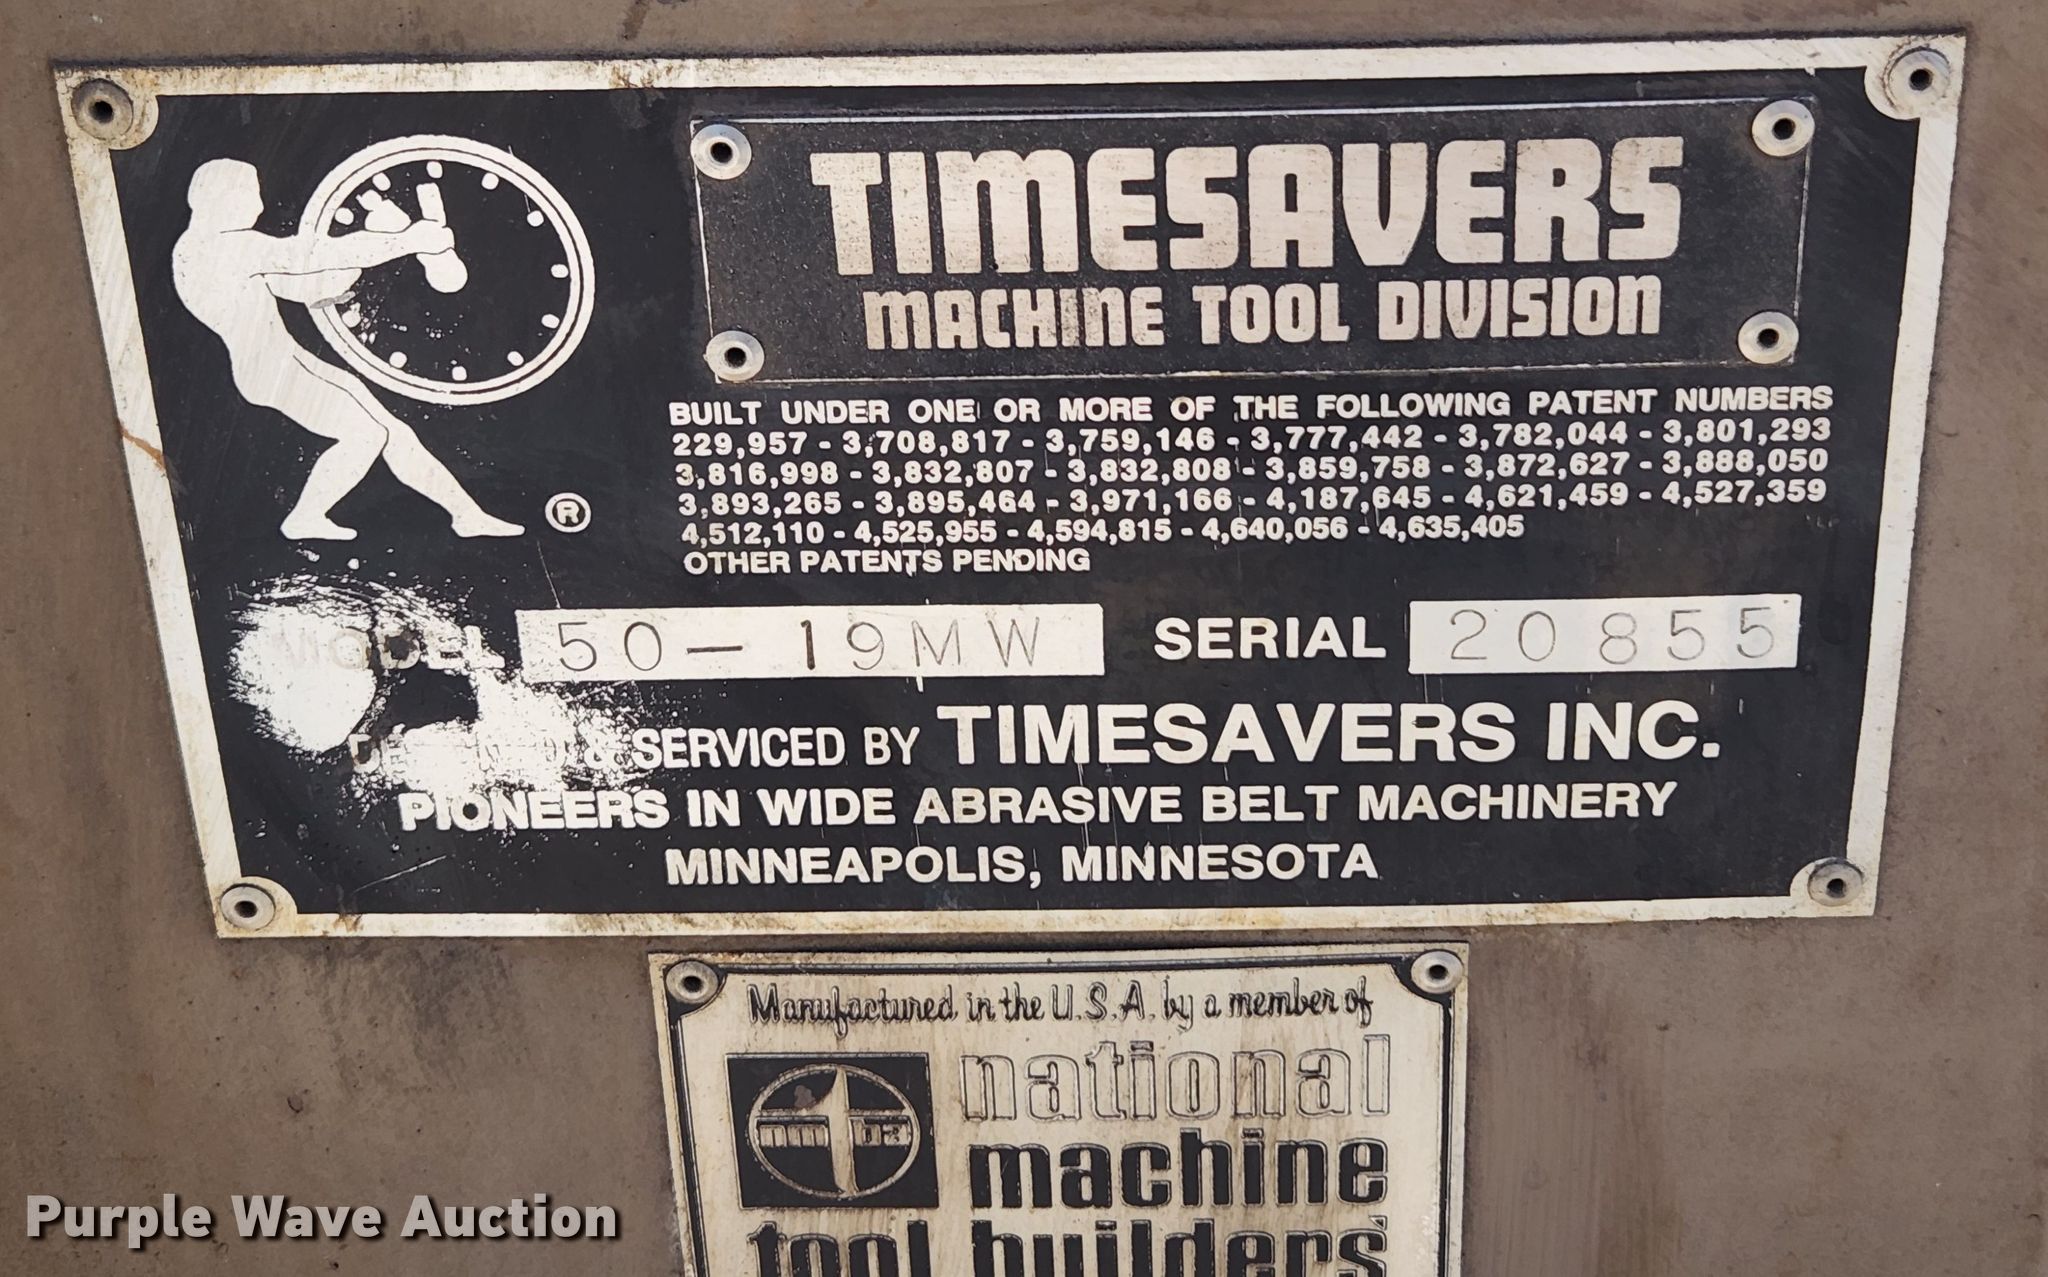 TIMESAVERS
MACHINE TOOL DIVISION
BUILT UNDER ONE OR MORE OF THE FOLLOWING PATENT NUMBERS
229,957 - 3,708,817 - 3,759,146 - 3,777,442 - 3,782,044 - 3,801,293
3,816,998 - 3,832,807 - 3,832,808 - 3,859,758 - 3,872,627 - 3,888,050
3,893,265 - 3,895,464 - 3,971,166 - 4,187,645 - 4,621,459 - 4,527,359
4,512,110 - 4,525,955 - 4,594,815 - 4,640,056 - 4,635,405
OTHER PATENTS PENDING
®
MODEL 50-19MW SERIAL 20855
& SERVICED BY TIMESAVERS INC.
PIONEERS IN WIDE ABRASIVE BELT MACHINERY
MINNEAPOLIS, MINNESOTA
Manufactured in the U.S.A. by a member of
national
machine
tool builders'
Purple Wave Auction